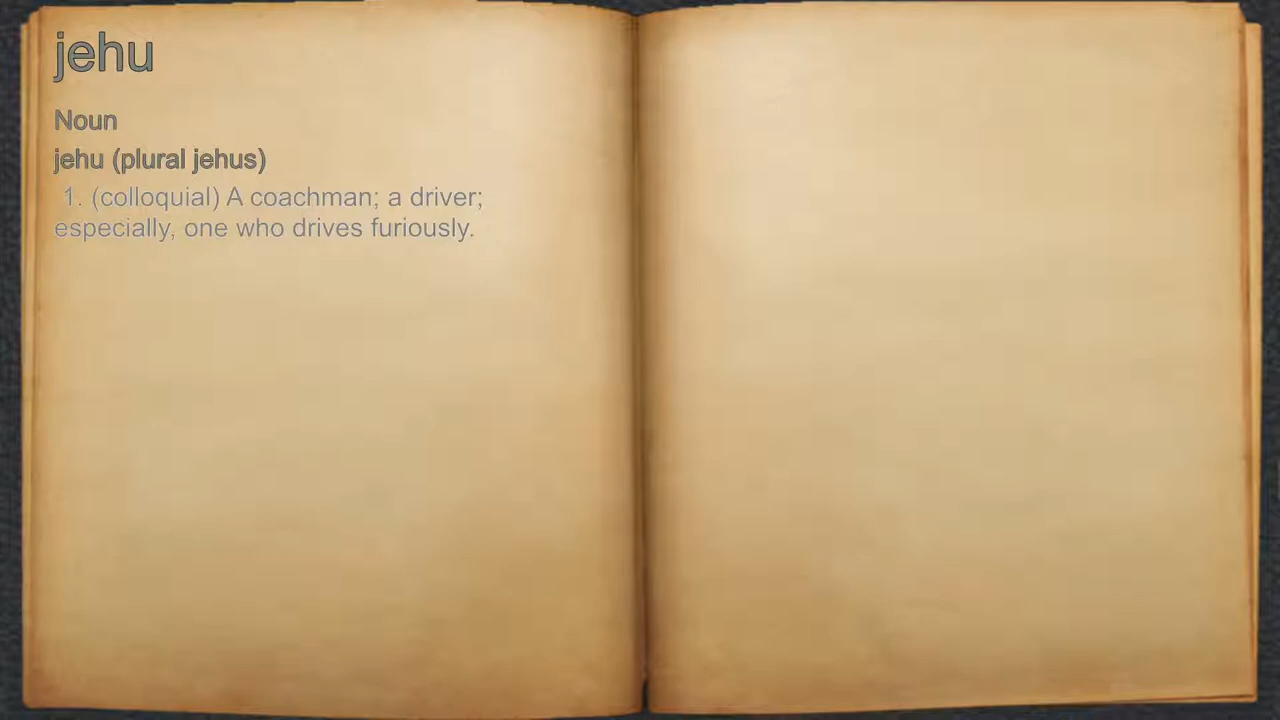 jehu
Noun
jehu (plural jehus)
1. (colloquial) A coachman; a driver;
especially, one who drives furiously.